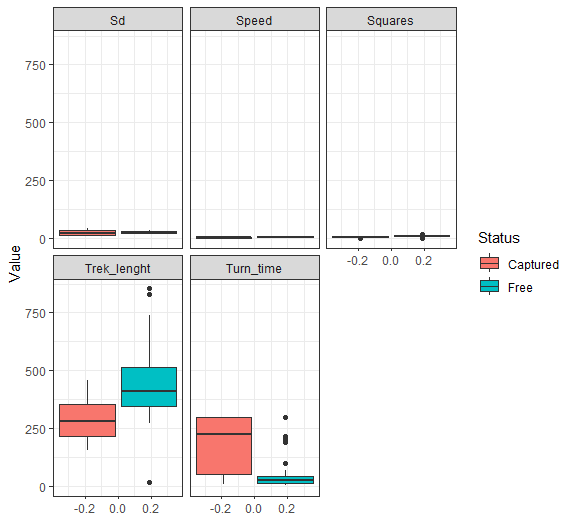 Sd Speed Squares
750
500
250
0
-0.2 0.0 0.2
Value
Status
Captured
Free
Trek_lenght Turn_time
750
500
250
0
-0.2 0.0 0.2 -0.2 0.0 0.2